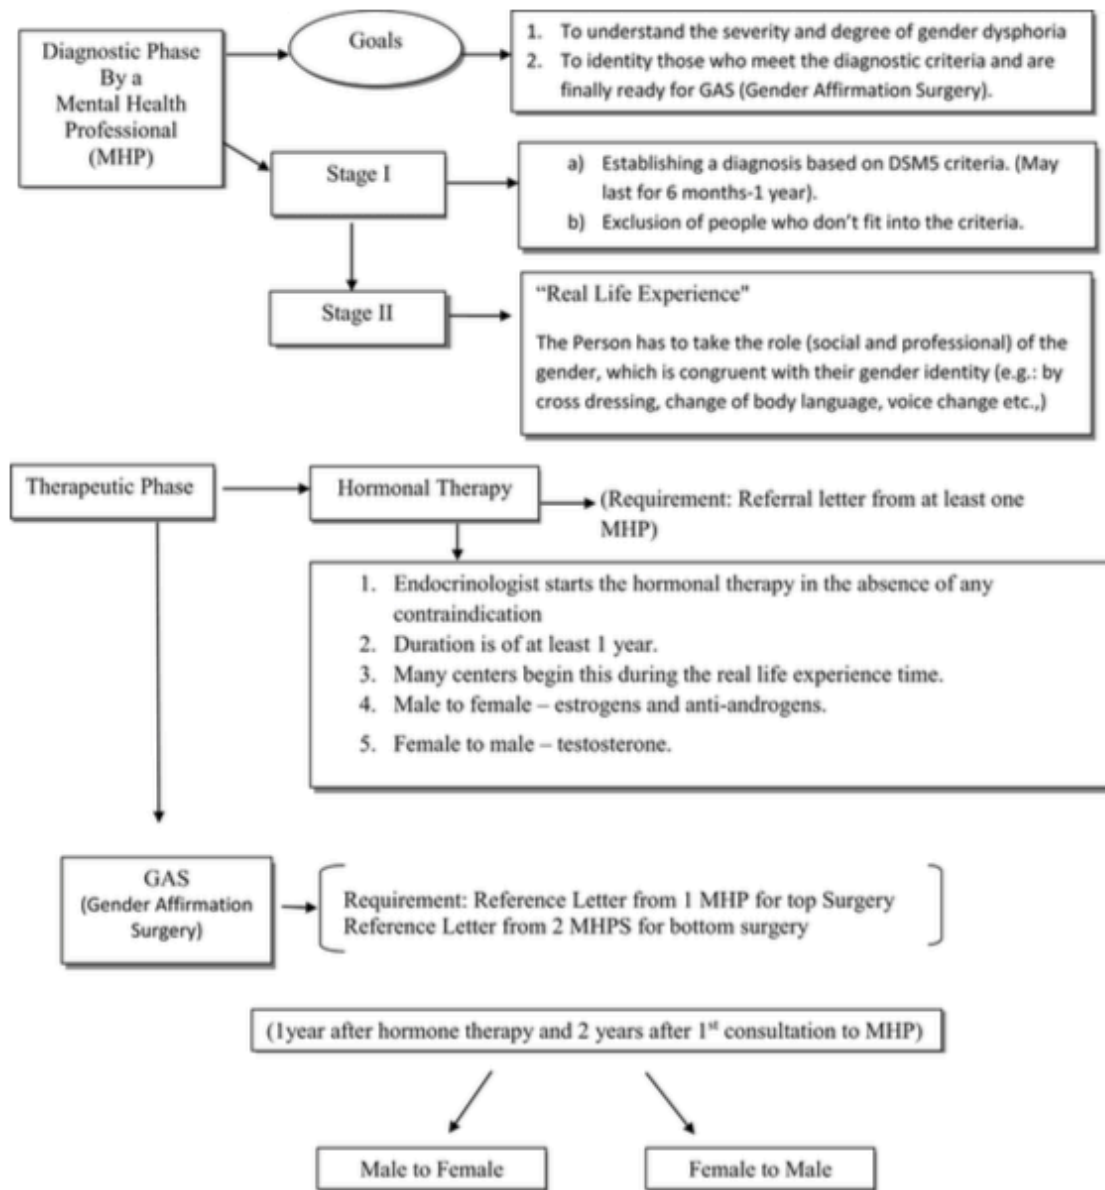 Diagnostic Phase
By a
Mental Health
Professional
(MHP)
Goals
1. To understand the severity and degree of gender dysphoria
2. To identity those who meet the diagnostic criteria and are
finally ready for GAS (Gender Affirmation Surgery).
Stage I
a) Establishing a diagnosis based on DSM5 criteria. (May
last for 6 months-1 year).
b) Exclusion of people who don't fit into the criteria.
Stage II
“Real Life Experience"
The Person has to take the role (social and professional) of the
gender, which is congruent with their gender identity (e.g.: by
cross dressing, change of body language, voice change etc.,)
Therapeutic Phase
Hormonal Therapy
(Requirement: Referral letter from at least one
MHP)
1. Endocrinologist starts the hormonal therapy in the absence of any
contraindication
2. Duration is of at least 1 year.
3. Many centers begin this during the real life experience time.
4. Male to female – estrogens and anti-androgens.
5. Female to male – testosterone.
GAS
(Gender Affirmation
Surgery)
Requirement: Reference Letter from 1 MHP for top Surgery
Reference Letter from 2 MHPS for bottom surgery
(1year after hormone therapy and 2 years after 1st consultation to MHP)
Male to Female
Female to Male